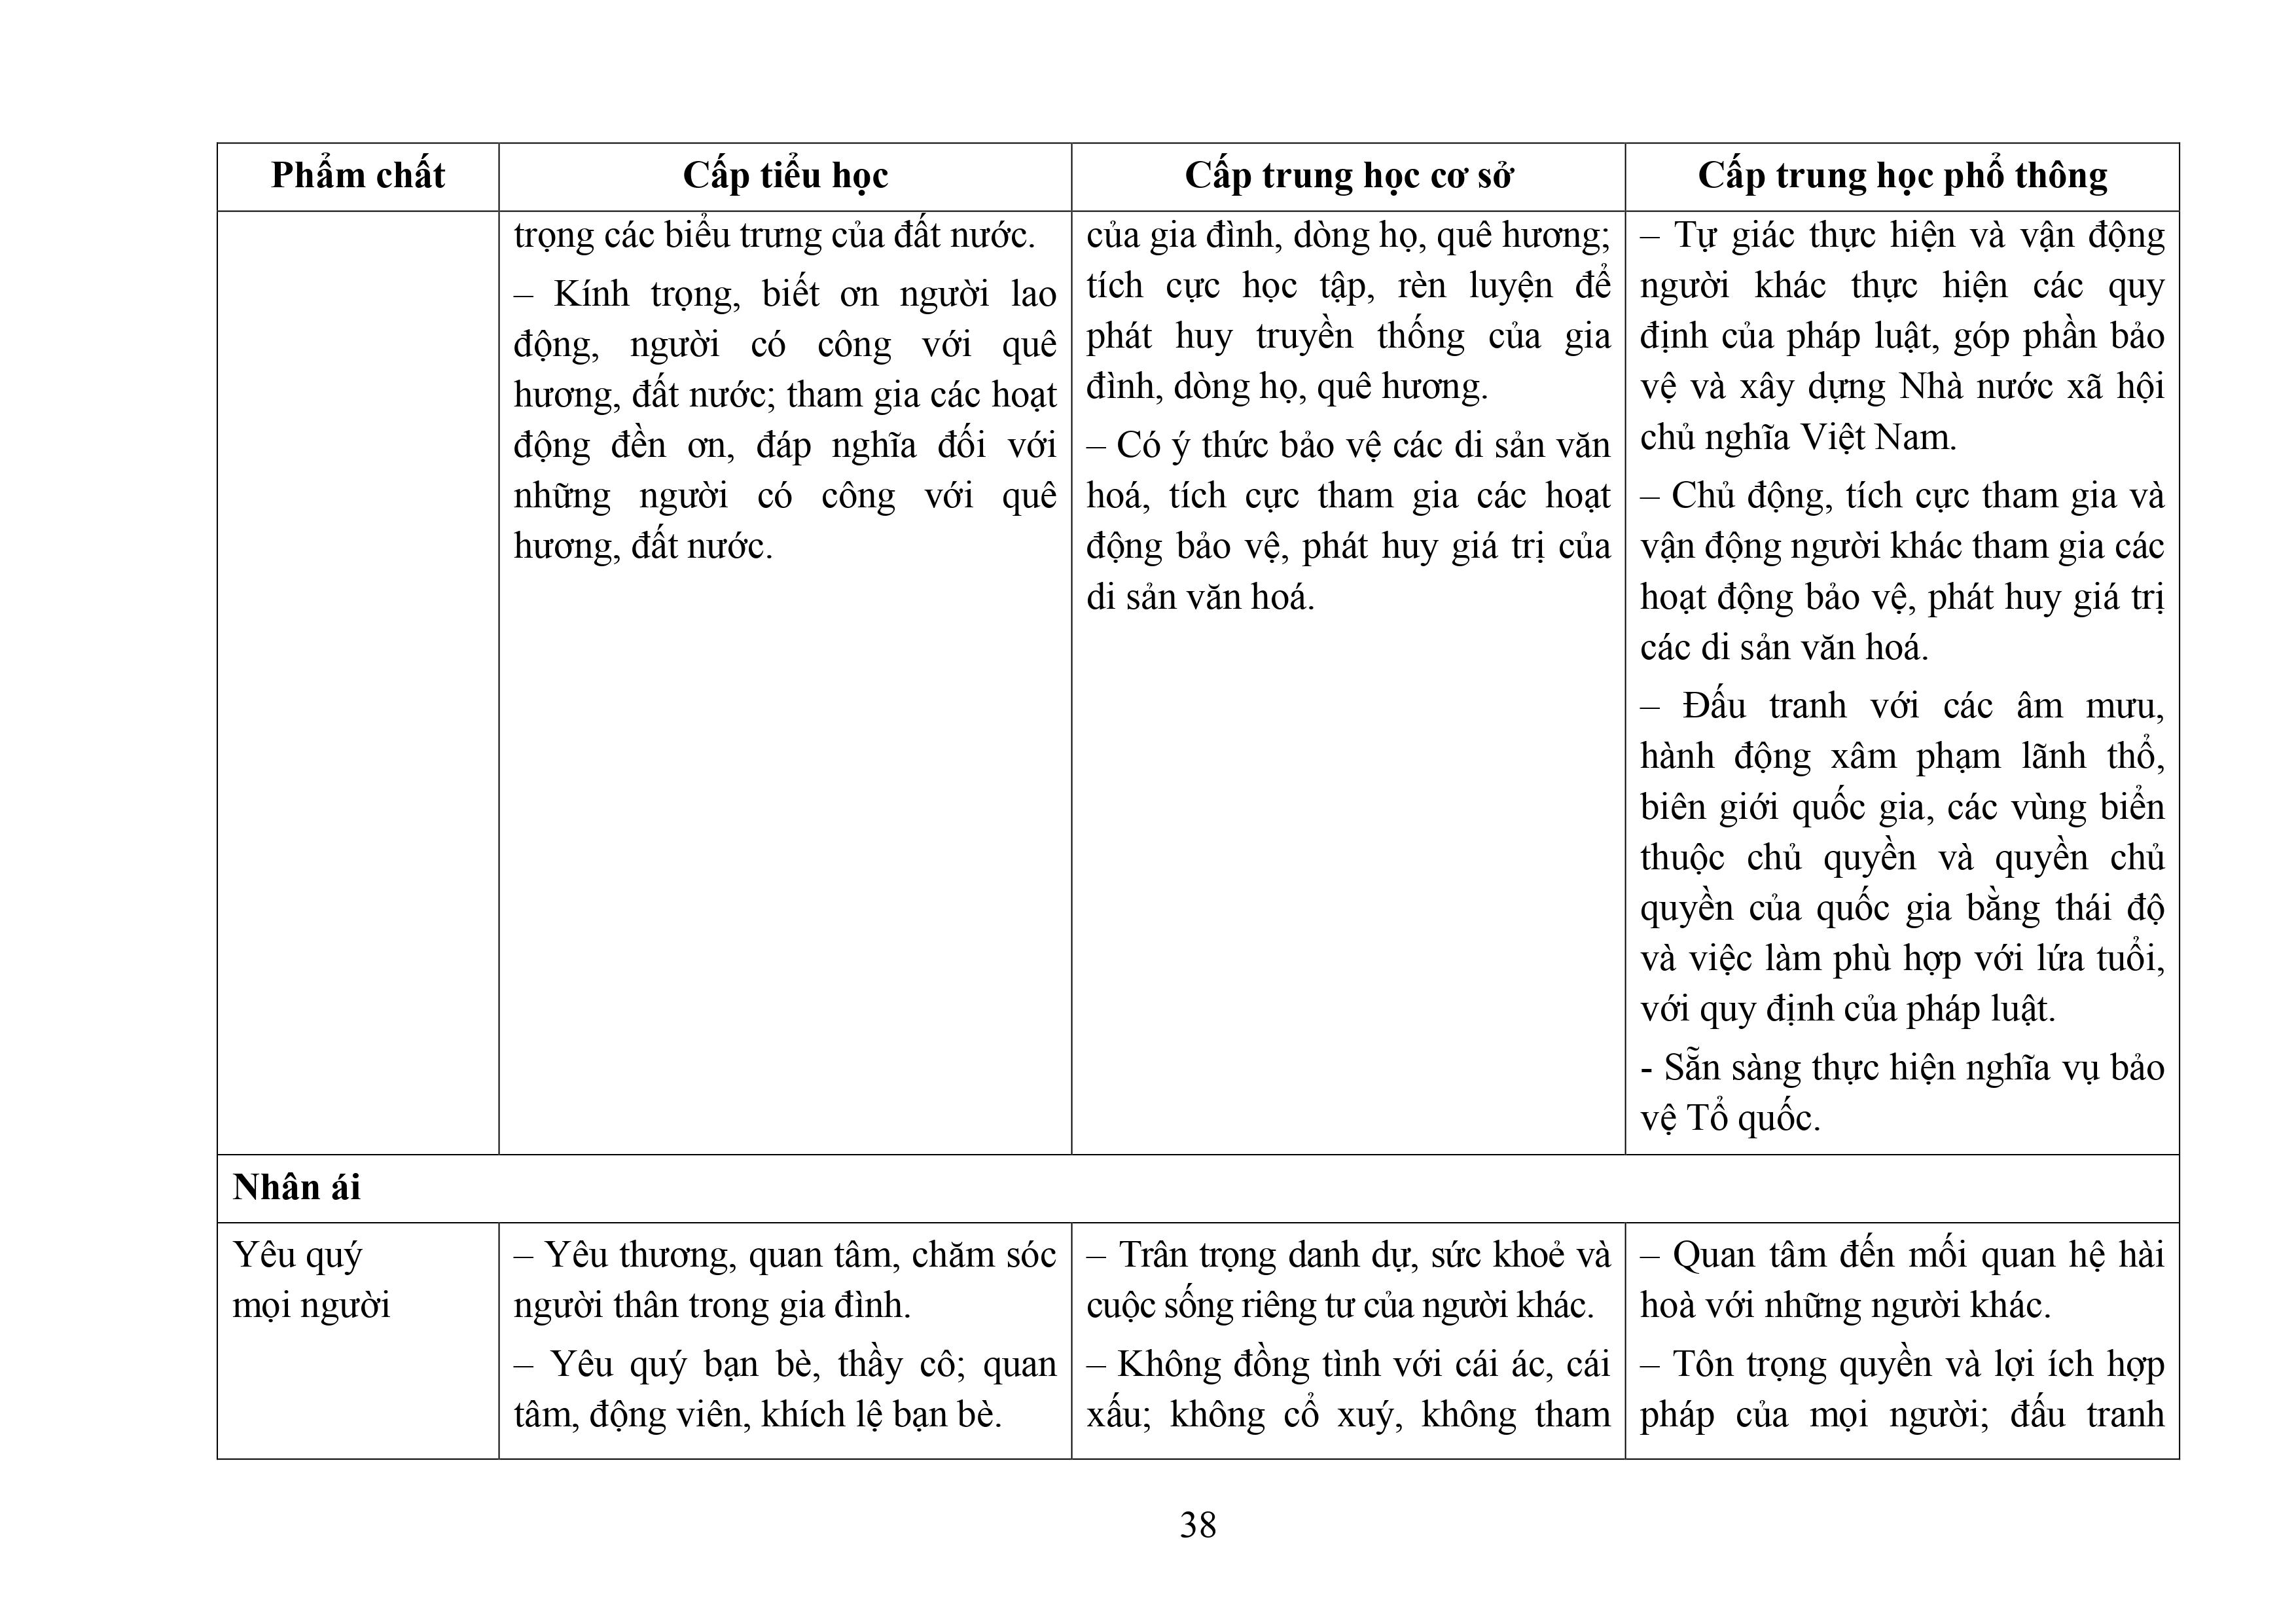 Phẩm chất
Cấp tiểu học
Cấp trung học cơ sở
Cấp trung học phổ thông
trọng các biểu trưng của đất nước.
– Kính trọng, biết ơn người lao
động, người có công với quê
hương, đất nước; tham gia các hoạt
động đền ơn, đáp nghĩa đối với
những người có công với quê
hương, đất nước.
của gia đình, dòng họ, quê hương;
tích cực học tập, rèn luyện để
phát huy truyền thống của gia
đình, dòng họ, quê hương.
– Có ý thức bảo vệ các di sản văn
hoá, tích cực tham gia các hoạt
động bảo vệ, phát huy giá trị của
di sản văn hoá.
– Tự giác thực hiện và vận động
người khác thực hiện các quy
định của pháp luật, góp phần bảo
vệ và xây dựng Nhà nước xã hội
chủ nghĩa Việt Nam.
– Chủ động, tích cực tham gia và
vận động người khác tham gia các
hoạt động bảo vệ, phát huy giá trị
các di sản văn hoá.
– Đấu tranh với các âm mưu,
hành động xâm phạm lãnh thổ,
biên giới quốc gia, các vùng biển
thuộc chủ quyền và quyền chủ
quyền của quốc gia bằng thái độ
và việc làm phù hợp với lứa tuổi,
với quy định của pháp luật.
- Sẵn sàng thực hiện nghĩa vụ bảo
vệ Tổ quốc.
Nhân ái
Yêu quý
mọi người
– Yêu thương, quan tâm, chăm sóc
người thân trong gia đình.
– Yêu quý bạn bè, thầy cô; quan
tâm, động viên, khích lệ bạn bè.
– Trân trọng danh dự, sức khoẻ và
cuộc sống riêng tư của người khác.
– Không đồng tình với cái ác, cái
xấu; không cổ xuý, không tham
– Quan tâm đến mối quan hệ hài
hoà với những người khác.
– Tôn trọng quyền và lợi ích hợp
pháp của mọi người; đấu tranh
38